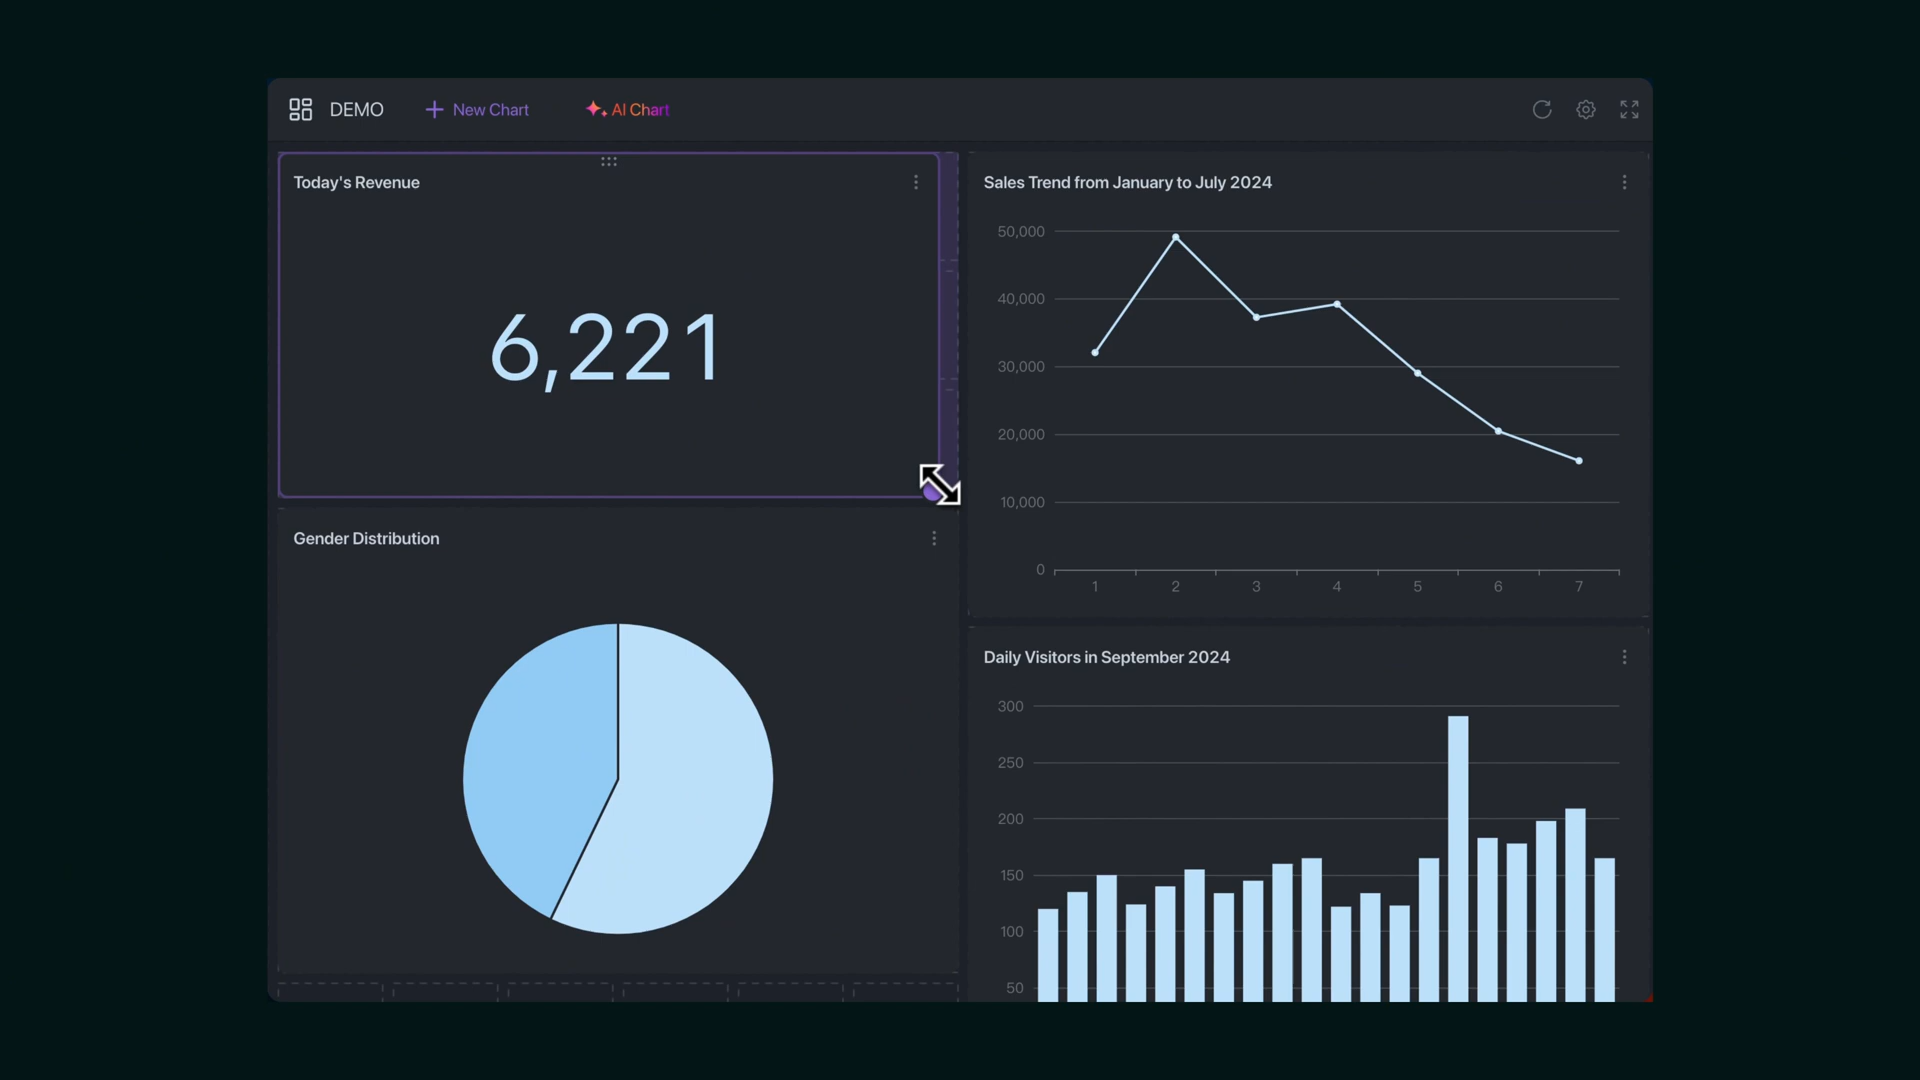 DEMO
New Chart
AI Chart
Today's Revenue
6,221
Sales Trend from January to July 2024
50,000
40,000
30,000
20,000
10,000
0
1 2 3 4 5 6 7
Gender Distribution
Daily Visitors in September 2024
300
250
200
150
100
50